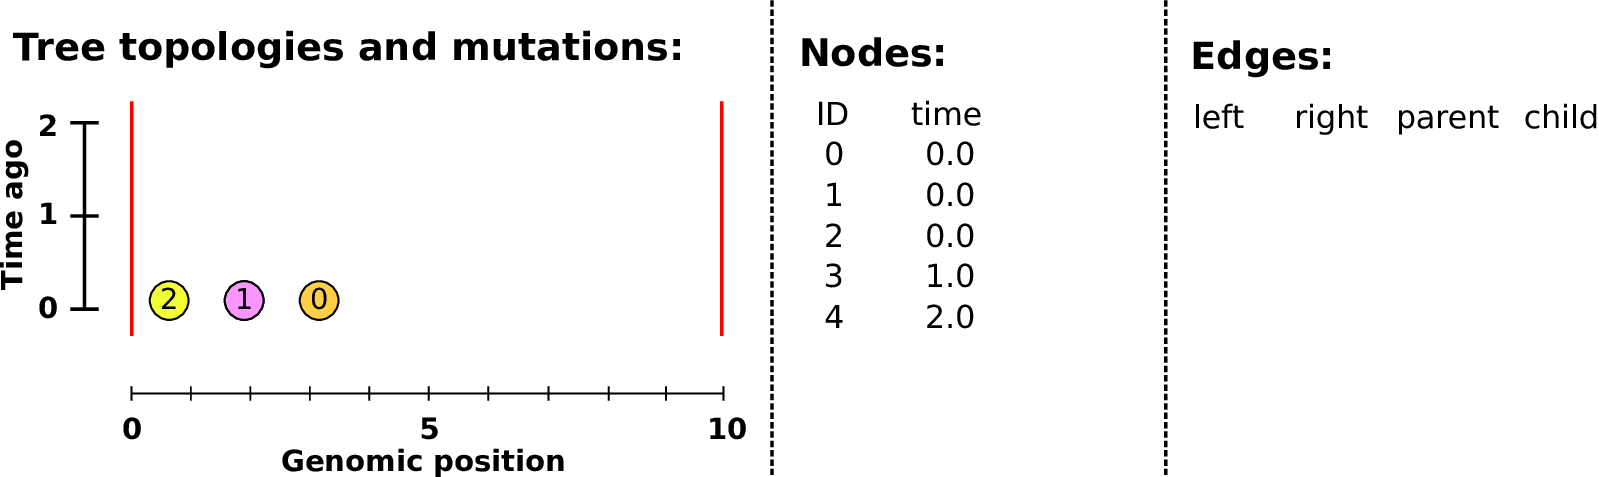 Tree topologies and mutations:
Time ago
2
1
0
2 1 0
0 5 10
Genomic position
Nodes:
ID time
0 0.0
1 0.0
2 0.0
3 1.0
4 2.0
Edges:
left right parent child